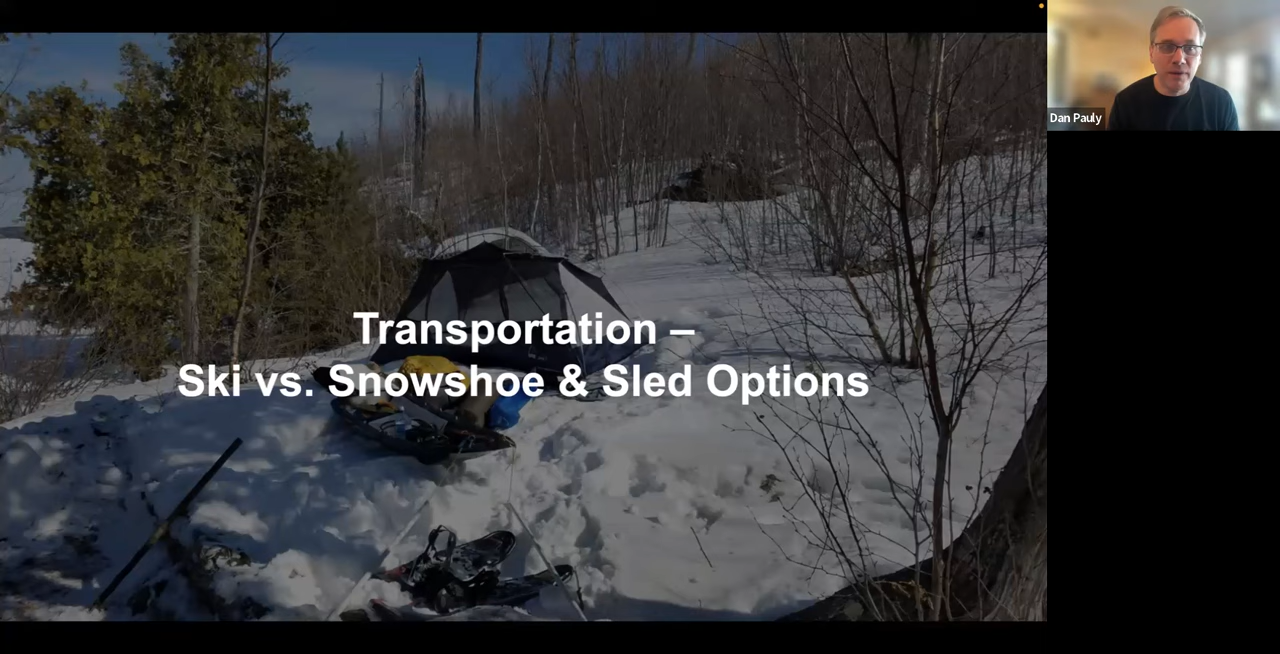 Dan Pauly
Transportation –
Ski vs. Snowshoe & Sled Options